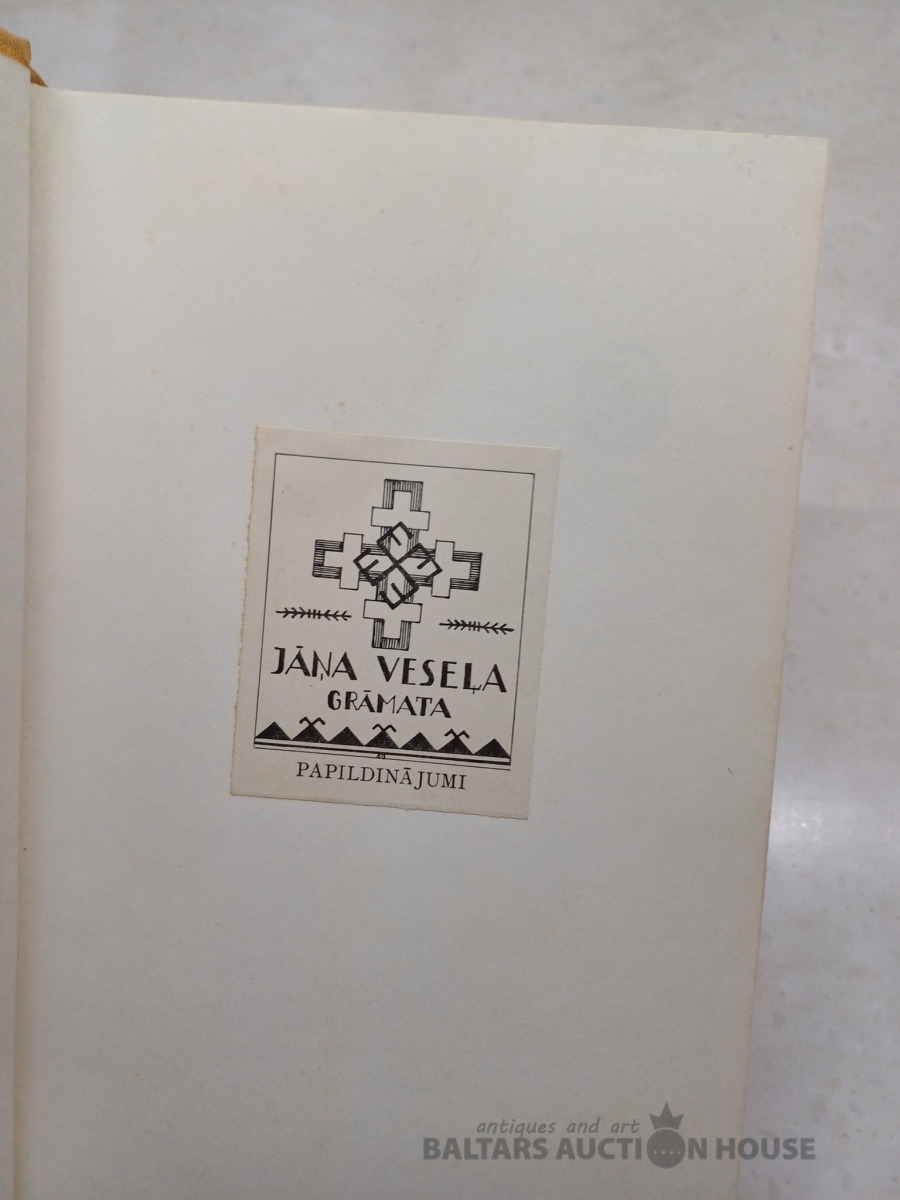 JĀŅA VESEĻA
GRĀMATA
PAPILDINĀJUMI
antiques and art
BALTARS AUCTION HOUSE